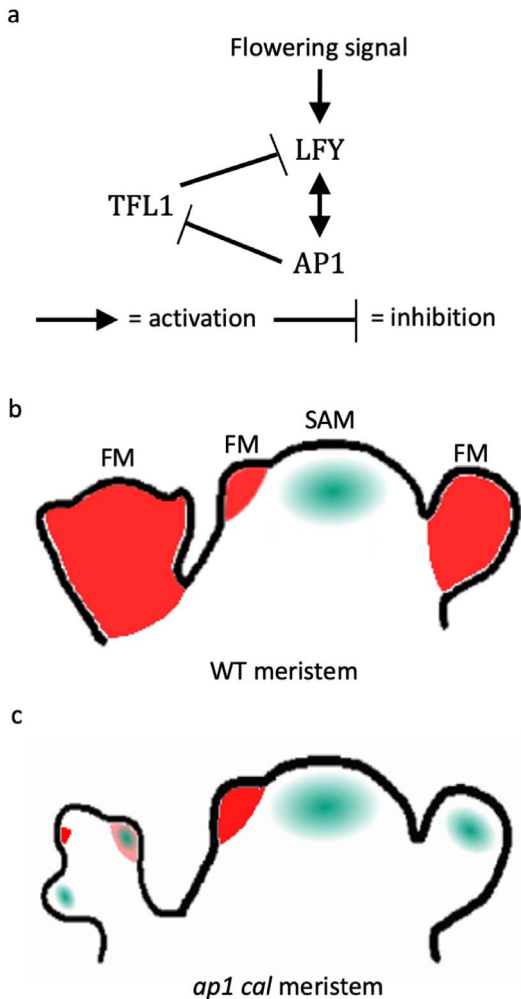 a
Flowering signal
LFY
TFL1
AP1
= activation
= inhibition
b
SAM
FM
FM
FM
WT meristem
c
ap1 cal meristem